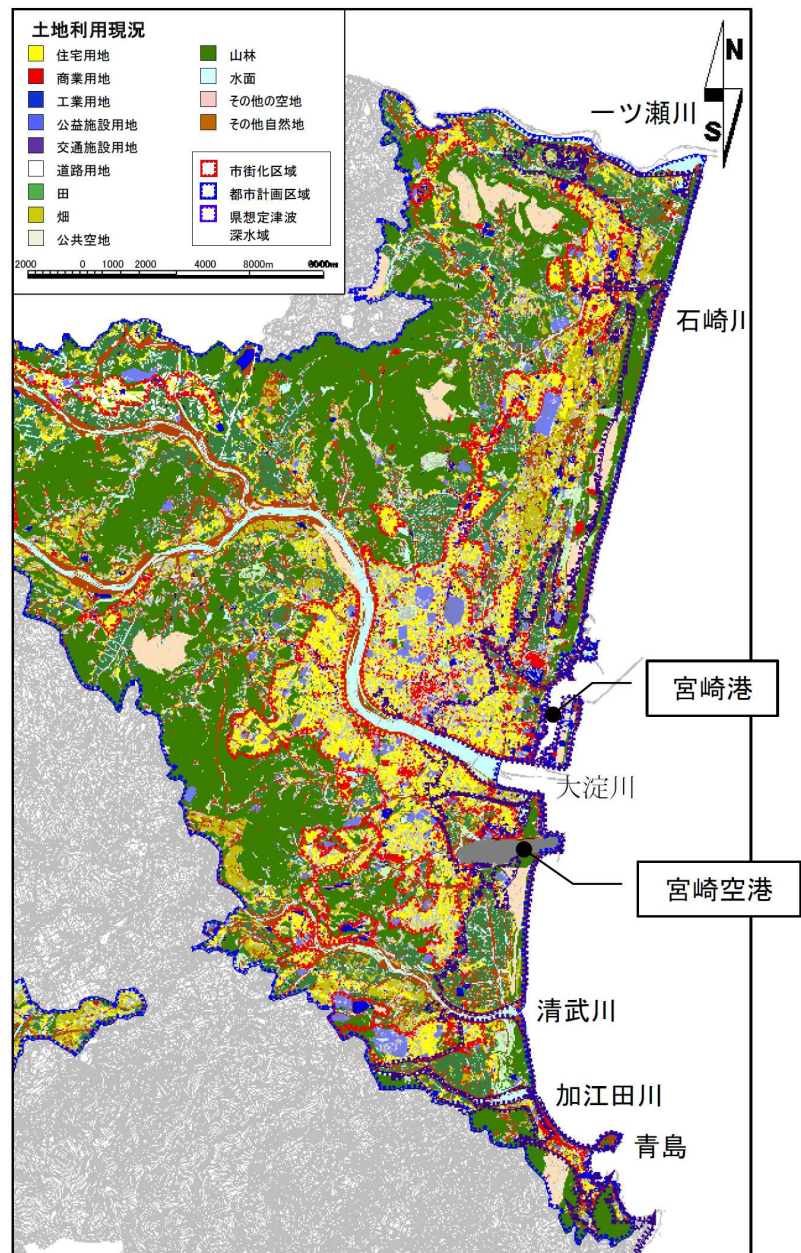 土地利用現況
住宅用地
商業用地
工業用地
公益施設用地
交通施設用地
道路用地
田
畑
公共空地
山林
水面
その他の空地
その他自然地
市街化区域
都市計画区域
県想定津波
深水域
2000 0 1000 2000 4000 8000m
N
S
一ツ瀬川
石崎川
宮崎港
大淀川
宮崎空港
清武川
加江田川
青島